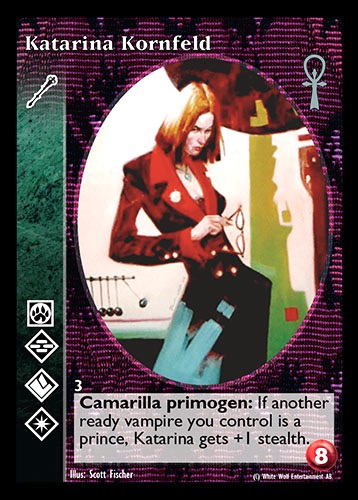 Katarina Kornfeld
3
Camarilla primogen: If another
ready vampire you control is a
prince, Katarina gets +1 stealth.
8
Illus: Scott Fischer
(C) White Wolf Entertainment AB.